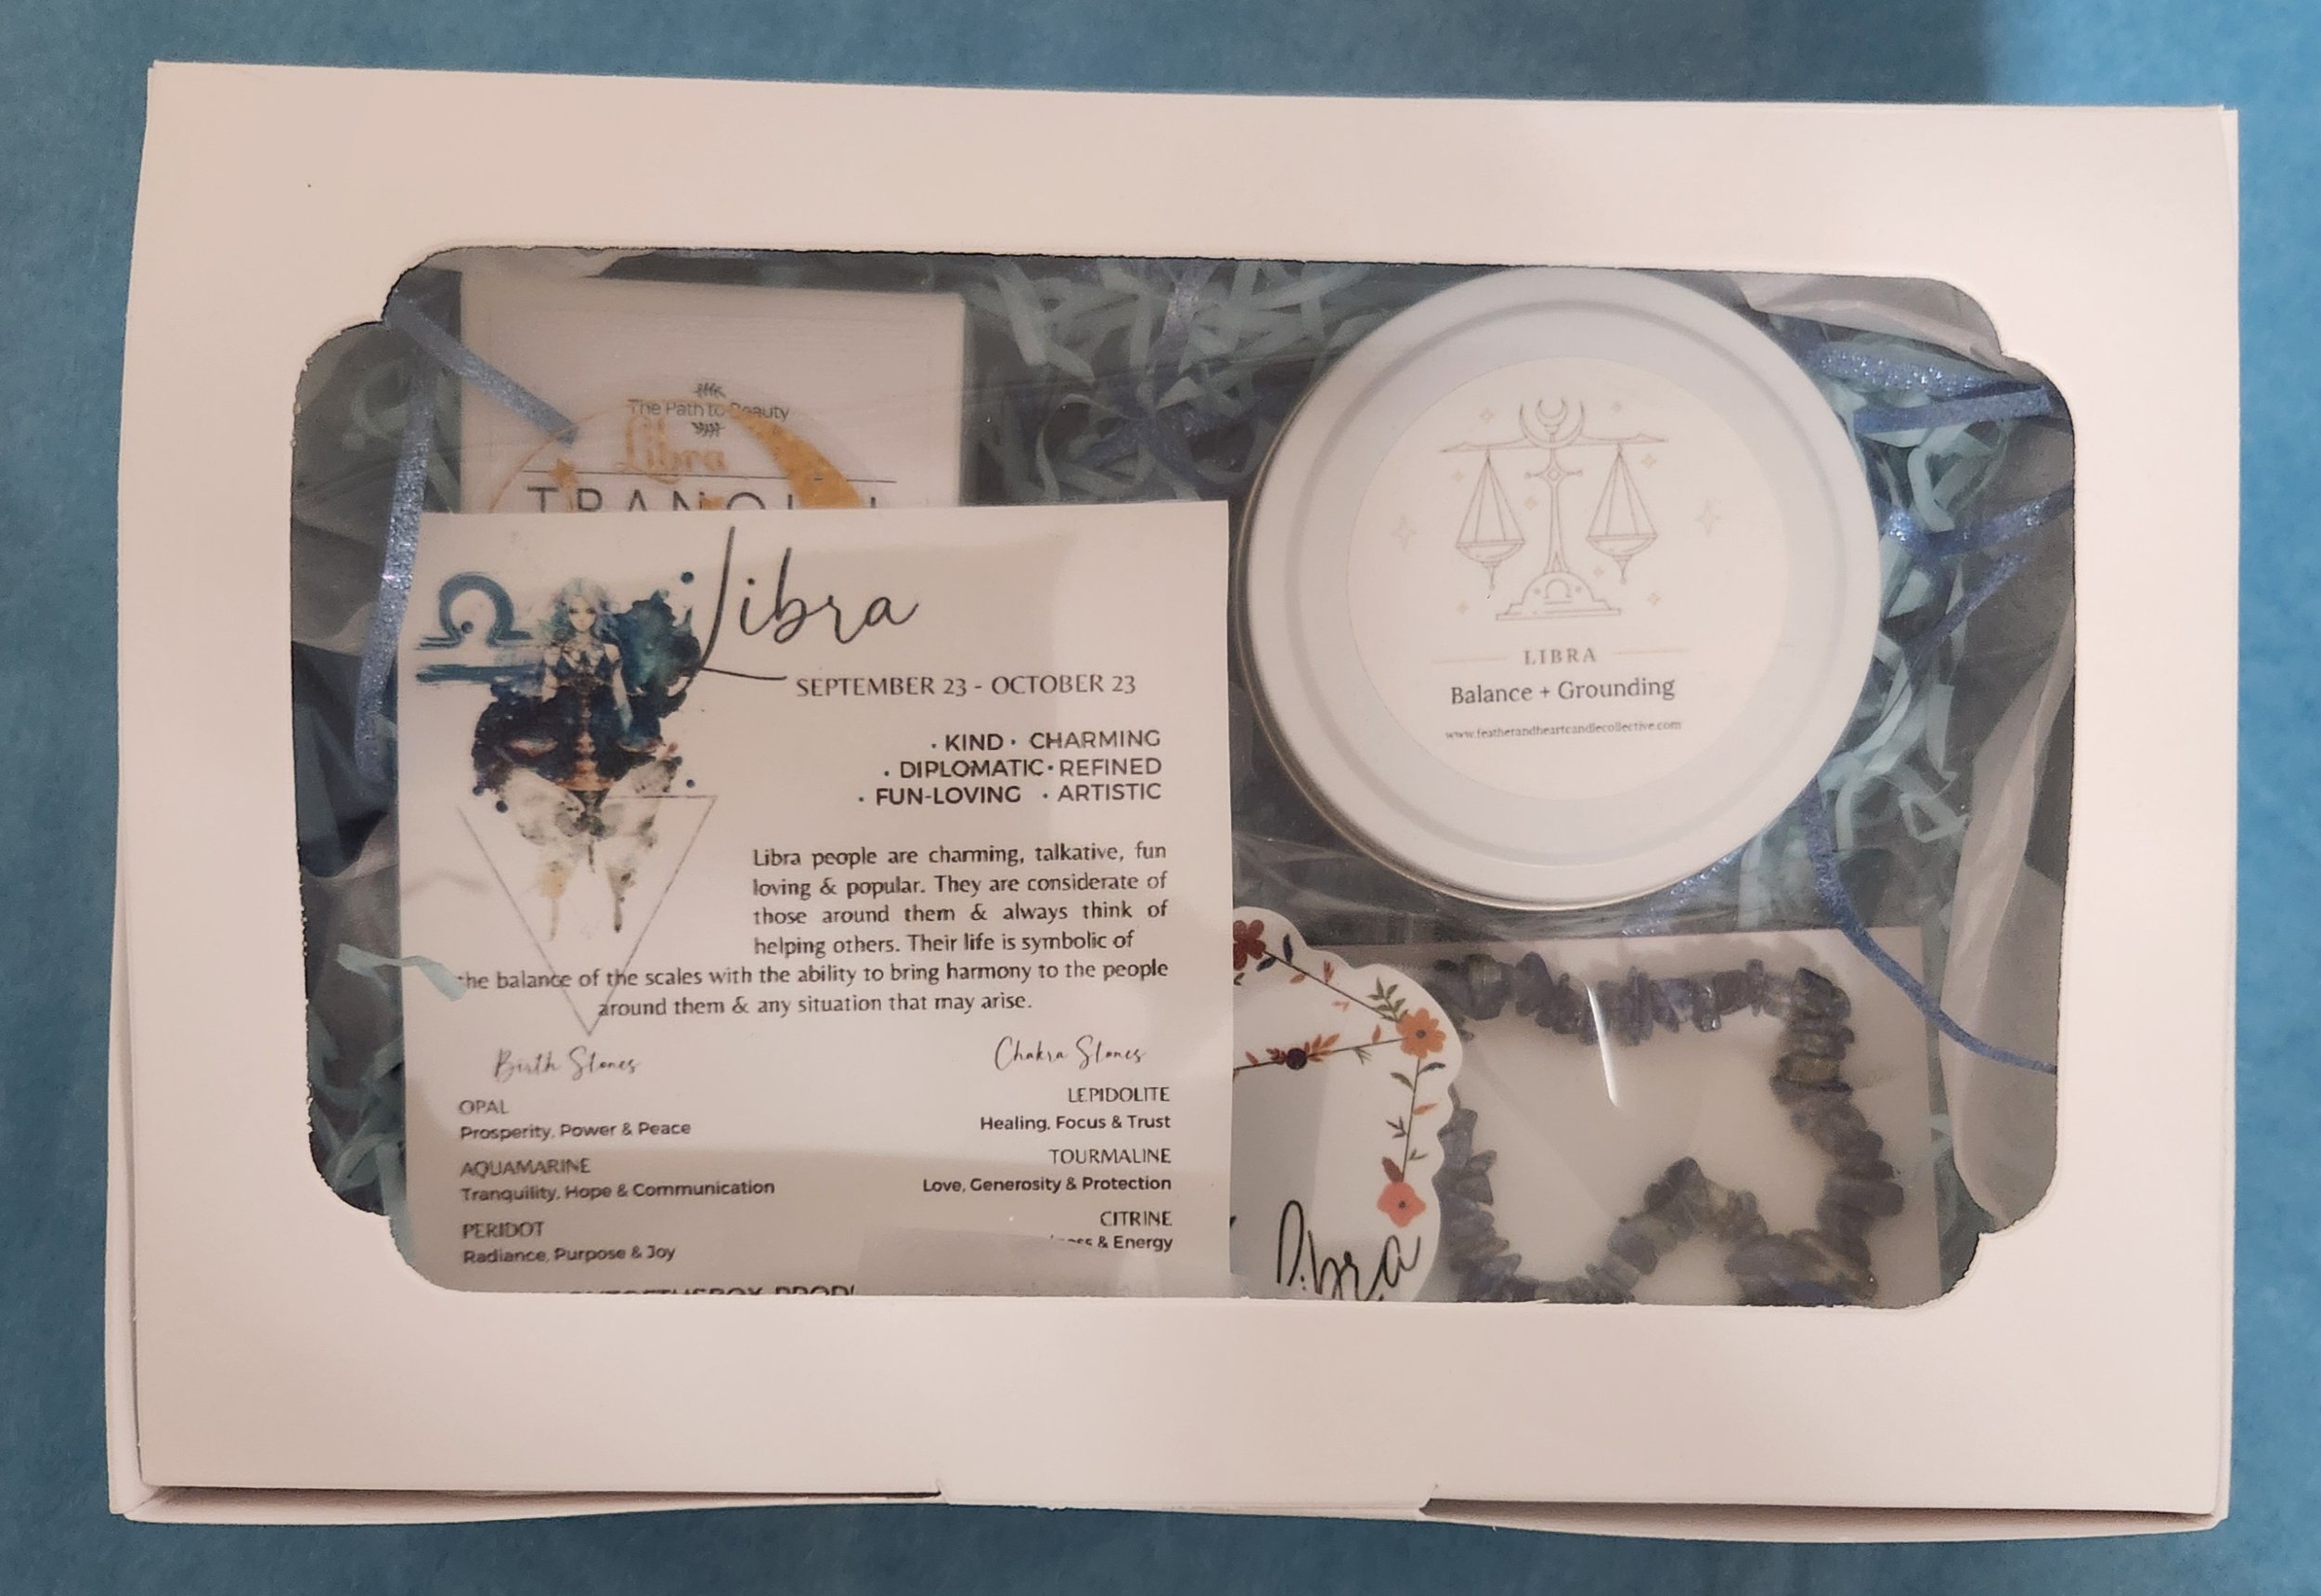 The Path to Beauty
Libra
Libra
SEPTEMBER 23 - OCTOBER 23
· KIND · CHARMING
· DIPLOMATIC · REFINED
· FUN-LOVING · ARTISTIC
Libra people are charming, talkative, fun
loving & popular. They are considerate of
those around them & always think of
helping others. Their life is symbolic of
the balance of the scales with the ability to bring harmony to the people
around them & any situation that may arise.
Birth Stones
OPAL
Prosperity, Power & Peace
AQUAMARINE
Tranquility, Hope & Communication
PERIDOT
Radiance, Purpose & Joy
Chakra Stones
LEPIDOLITE
Healing, Focus & Trust
TOURMALINE
Love, Generosity & Protection
CITRINE
& Energy
LIBRA
Balance + Grounding
www.featherandheartcandlecollective.com
Libra